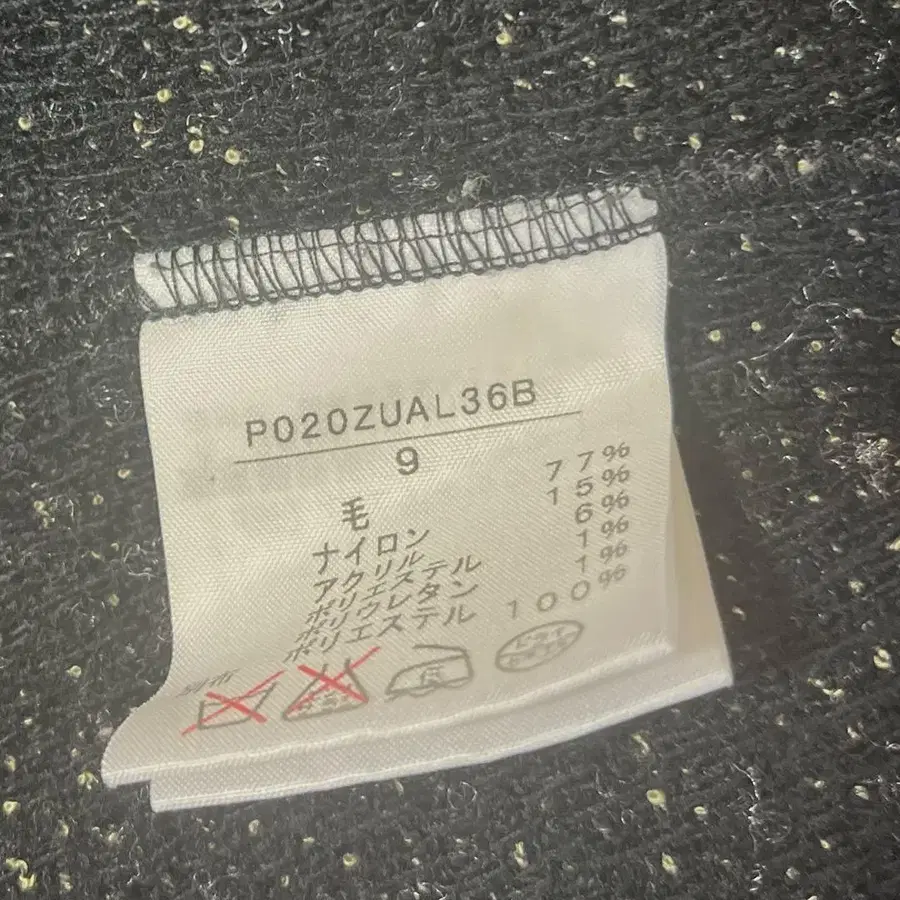 P020ZUAL36B
9
毛 77%
ナイロン 15%
アクリル 6%
ポリエステル 1%
ポリウレタン 1%
ポリエステル 100%